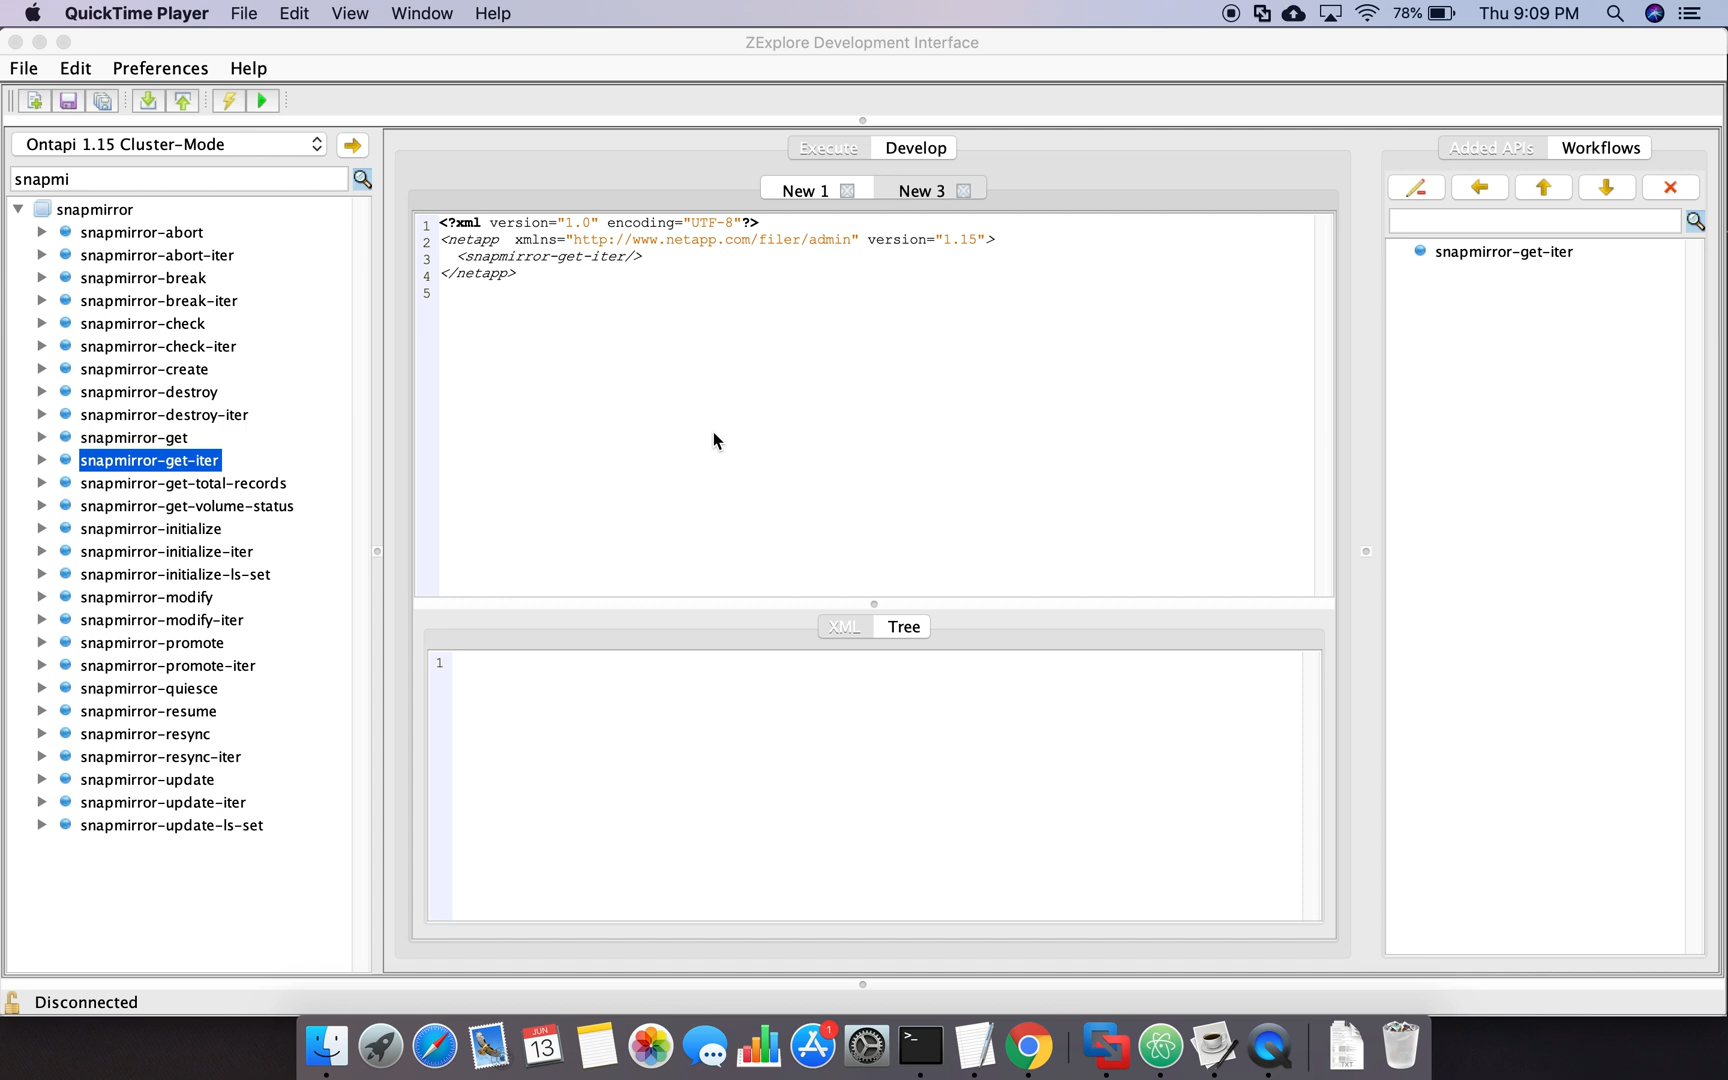 QuickTime Player File Edit View Window Help 78% Thu 9:09 PM
ZExplore Development Interface
File Edit Preferences Help
Ontapi 1.15 Cluster-Mode
snapmi
snapmirror
snapmirror-abort
snapmirror-abort-iter
snapmirror-break
snapmirror-break-iter
snapmirror-check
snapmirror-check-iter
snapmirror-create
snapmirror-destroy
snapmirror-destroy-iter
snapmirror-get
snapmirror-get-iter
snapmirror-get-total-records
snapmirror-get-volume-status
snapmirror-initialize
snapmirror-initialize-iter
snapmirror-initialize-ls-set
snapmirror-modify
snapmirror-modify-iter
snapmirror-promote
snapmirror-promote-iter
snapmirror-quiesce
snapmirror-resume
snapmirror-resync
snapmirror-resync-iter
snapmirror-update
snapmirror-update-iter
snapmirror-update-ls-set
Execute Develop
New 1 New 3
1 <?xml version="1.0" encoding="UTF-8"?>
2 <netapp  xmlns="http://www.netapp.com/filer/admin" version="1.15">
3   <snapmirror-get-iter/>
4 </netapp>
5
XML Tree
1
Added APIs Workflows
snapmirror-get-iter
Disconnected
JUN
13
1
>_
TXT